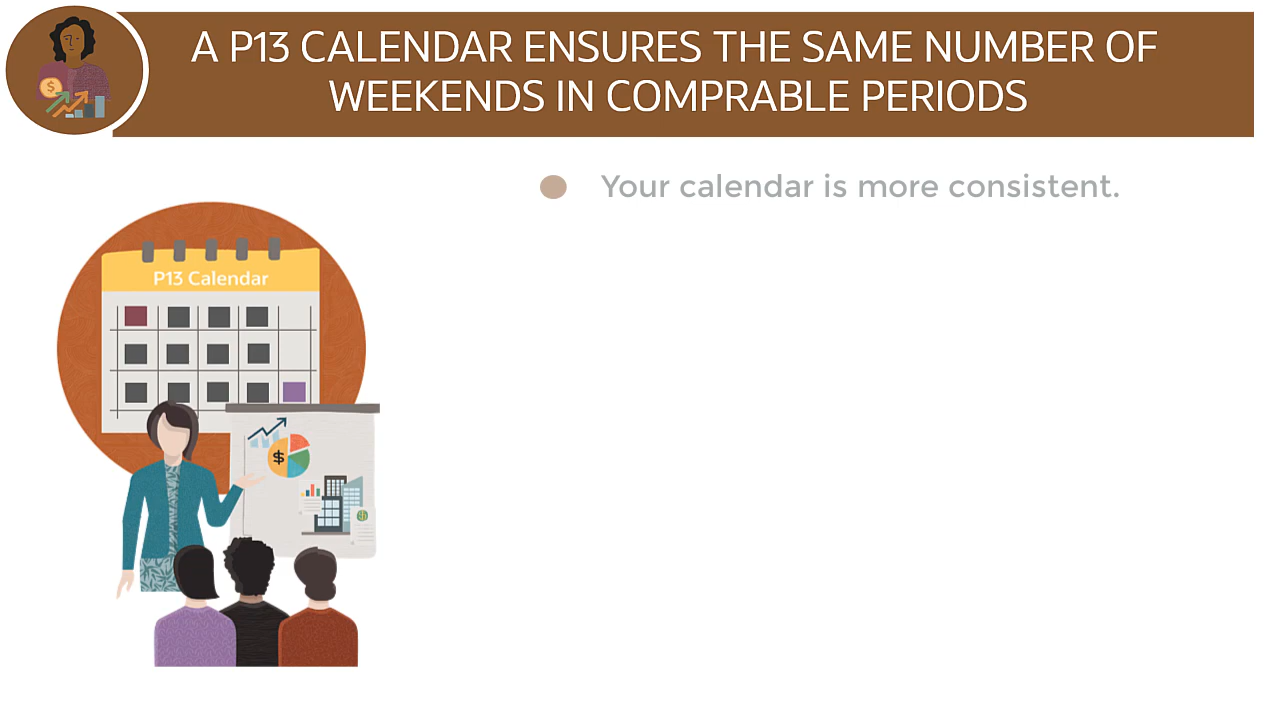 A P13 CALENDAR ENSURES THE SAME NUMBER OF
WEEKENDS IN COMPRABLE PERIODS
Your calendar is more consistent.
P13 Calendar
$
$
$